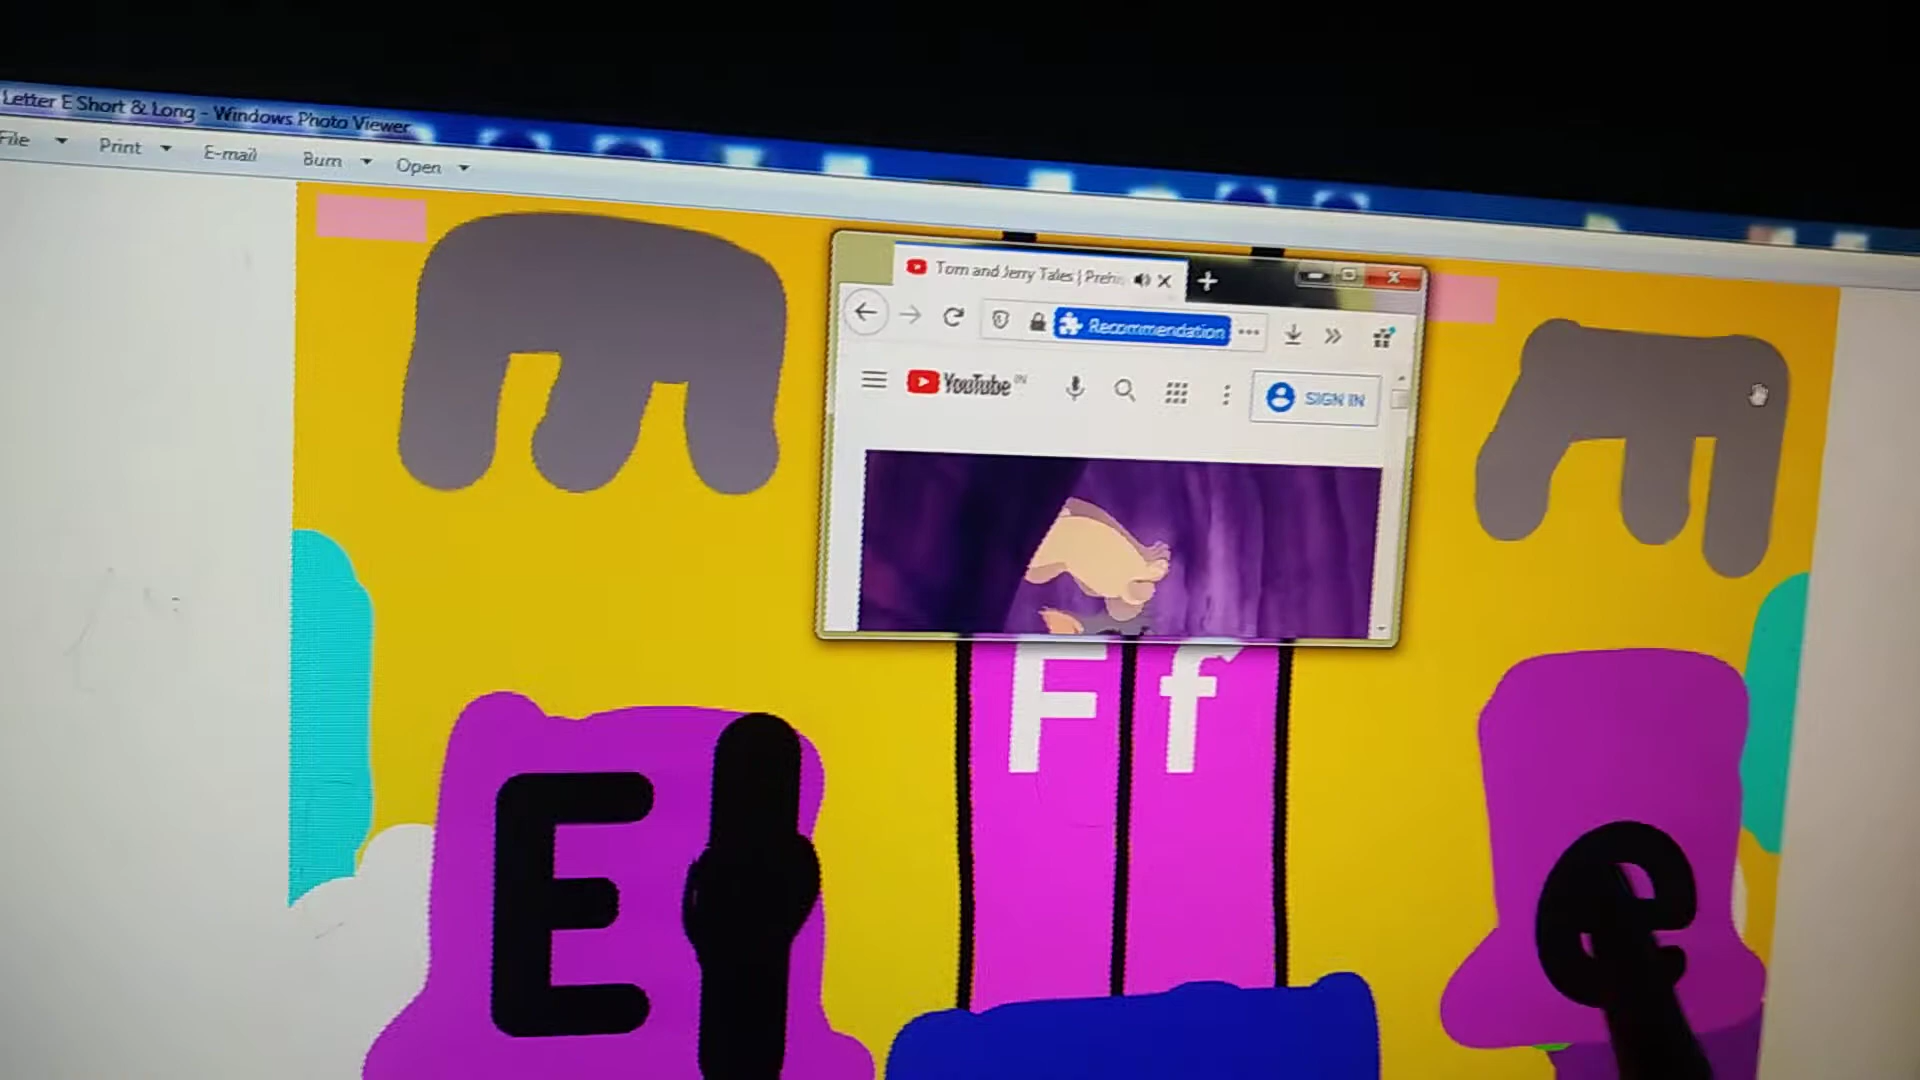 Letter E Short & Long - Windows Photo Viewer
File Print E-mail Burn Open
Tom and Jerry Tales | Prehi
Recommendation
YouTube IN
SIGN IN
F f
E
e